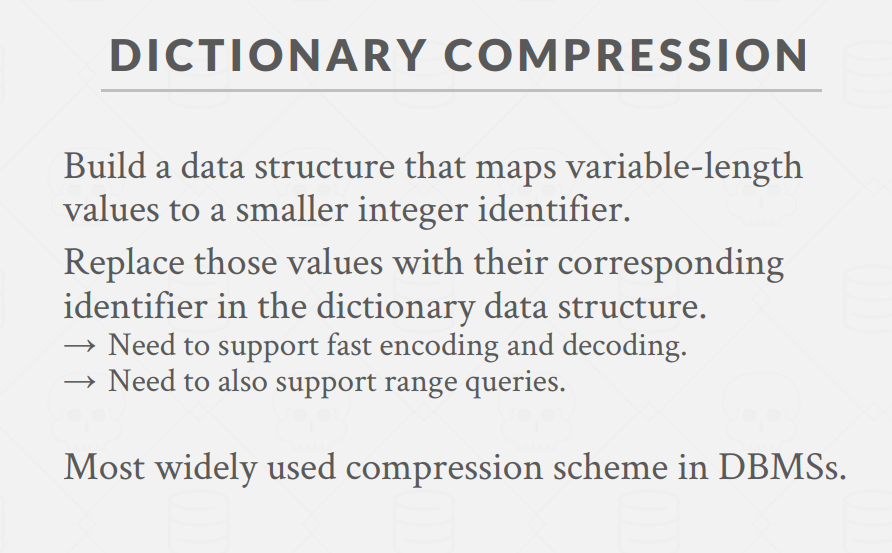 DICTIONARY COMPRESSION
Build a data structure that maps variable-length
values to a smaller integer identifier.
Replace those values with their corresponding
identifier in the dictionary data structure.
→ Need to support fast encoding and decoding.
→ Need to also support range queries.
Most widely used compression scheme in DBMSs.